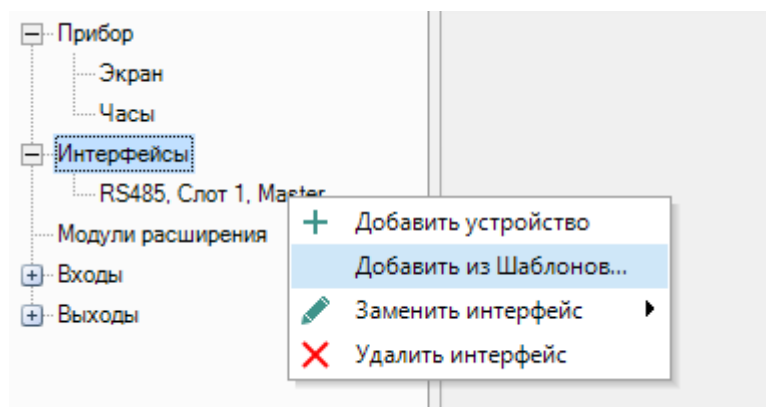 Прибор
Экран
Часы
Интерфейсы
RS485, Слот 1, Master
Модули расширения
Входы
Выходы
Добавить устройство
Добавить из Шаблонов...
Заменить интерфейс
Удалить интерфейс